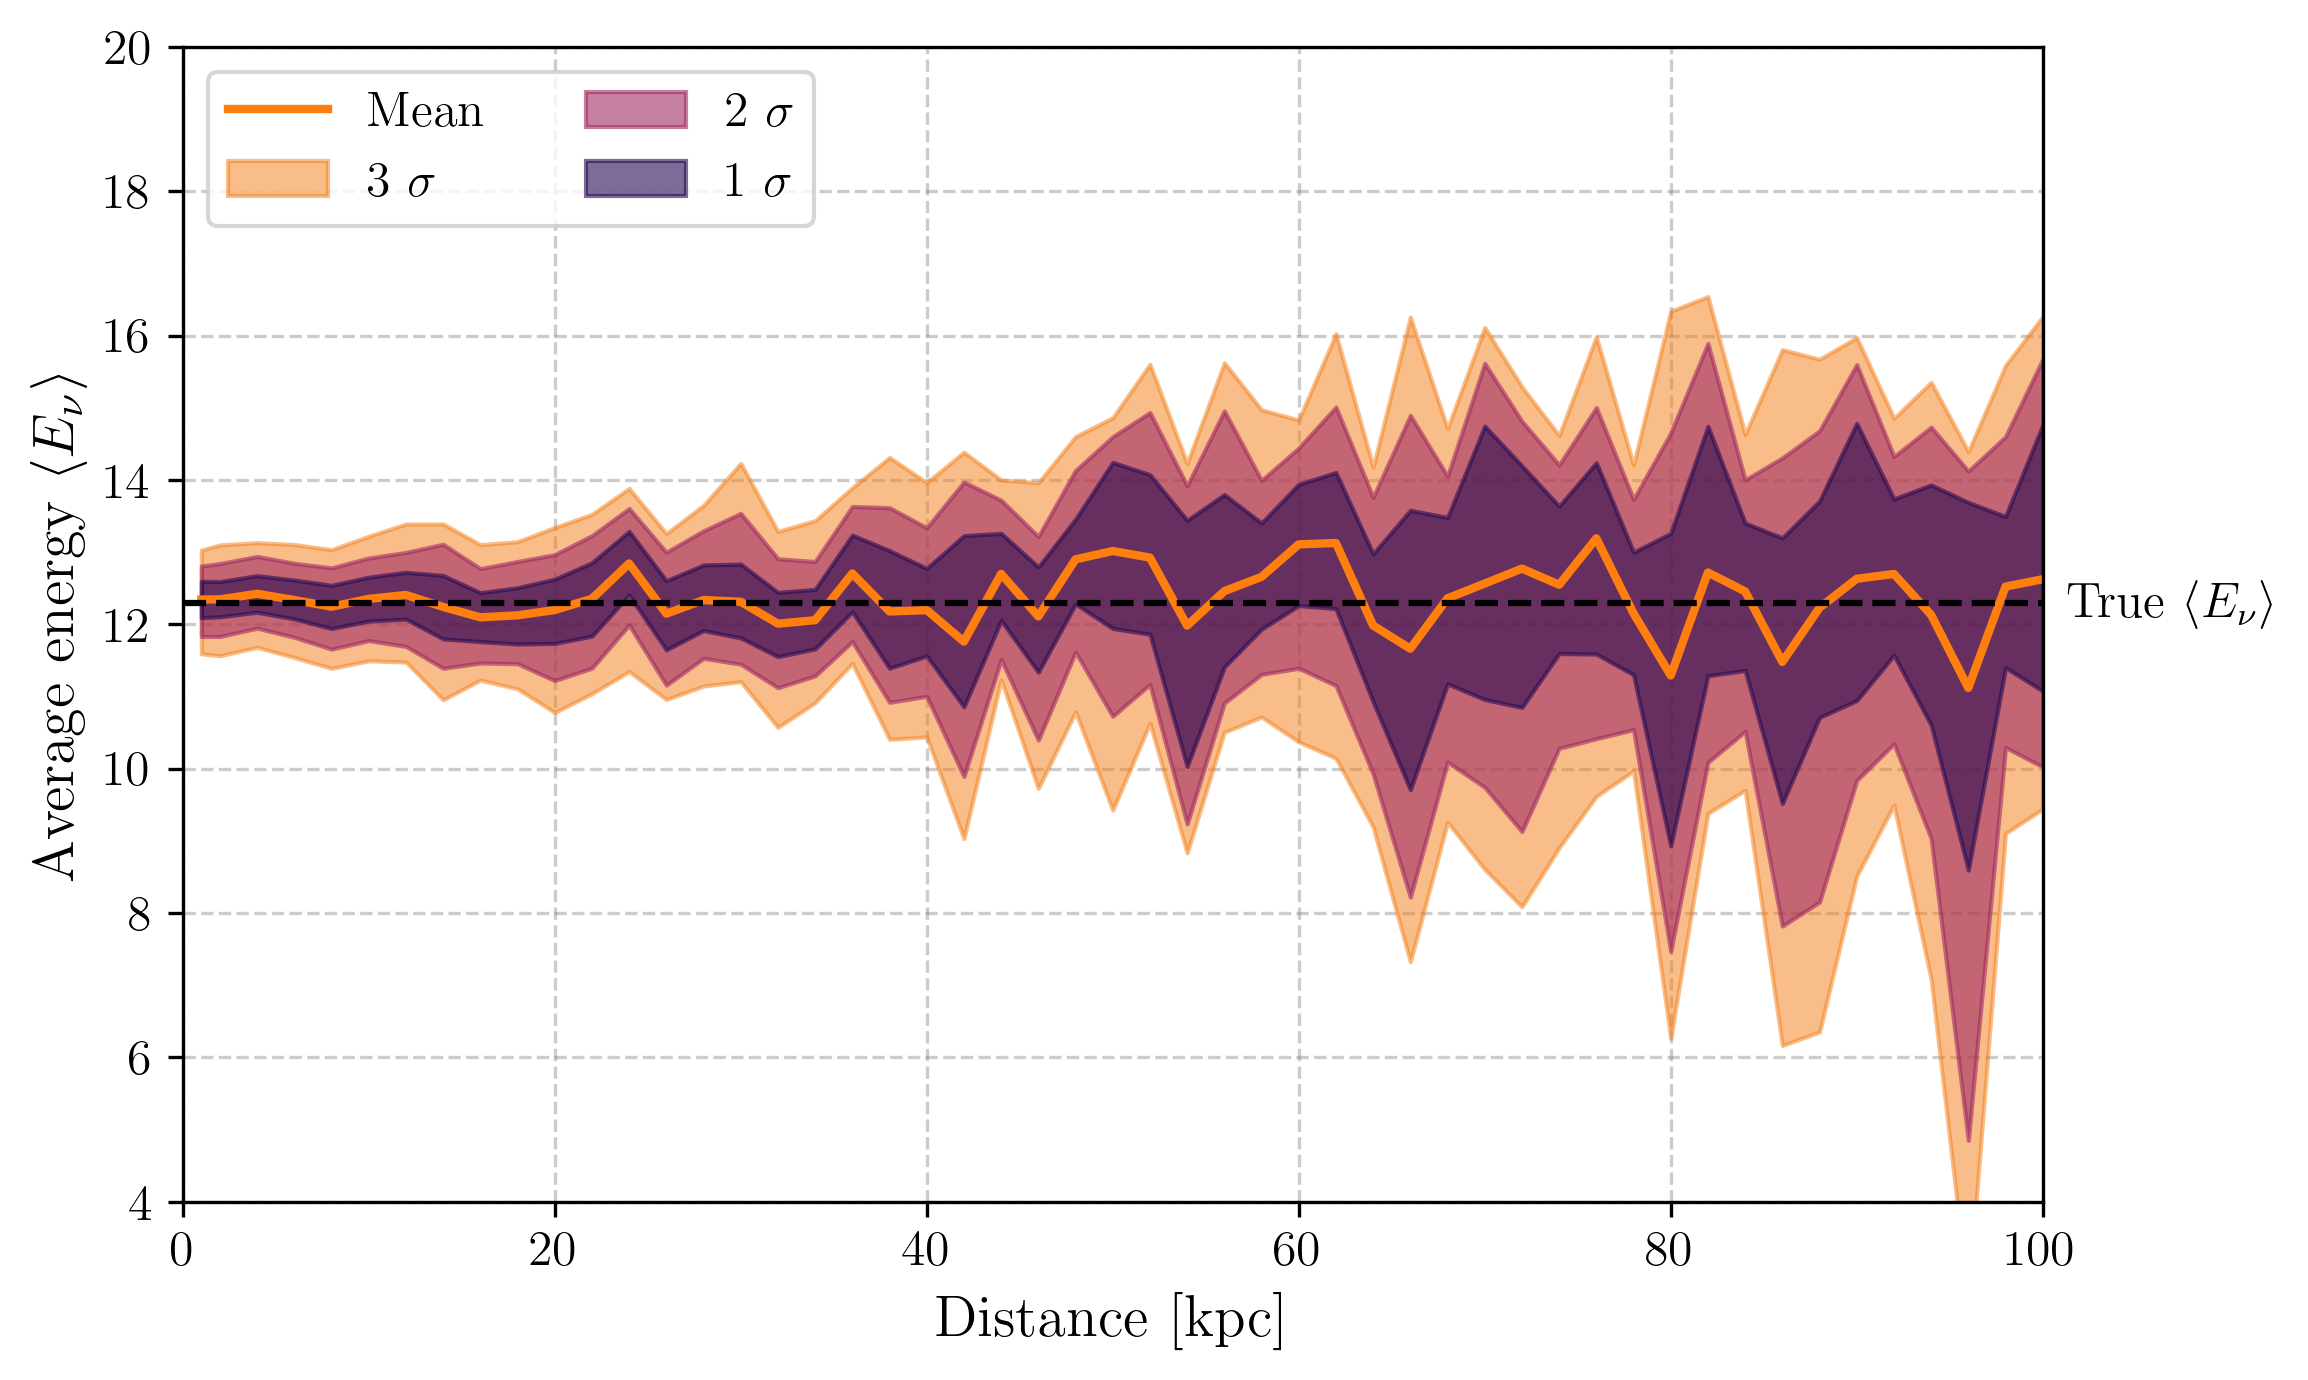 Mean
3 σ
2 σ
1 σ
20
18
16
14
12
10
8
6
4
Average energy ⟨E_ν⟩
True ⟨E_ν⟩
0 20 40 60 80 100
Distance [kpc]